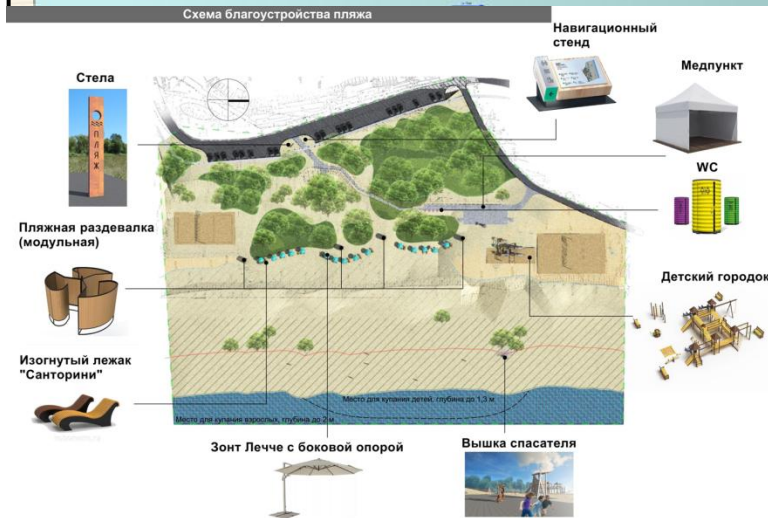 Схема благоустройства пляжа
Навигационный
стенд
Стела
Медпункт
ПЛЯЖ
WC
Пляжная раздевалка
(модульная)
Детский городок
Изогнутый лежак
"Санторини"
Место для купания детей, глубина до 1,3 м
Место для купания взрослых, глубина до 2 м
Зонт Лечче с боковой опорой
Вышка спасателя